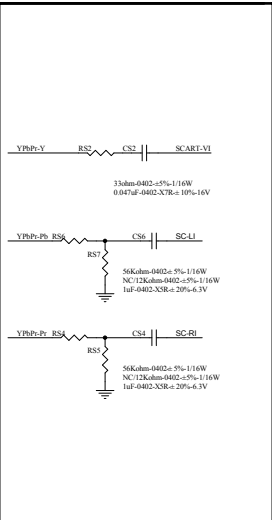 YPbPr-Y RS2 CS2 SCART-VI
33ohm-0402-±5%-1/16W
0.047uF-0402-X7R-±10%-16V
YPbPr-Pb RS6 CS6 SC-LI
RS7
56Kohm-0402-±5%-1/16W
NC/12Kohm-0402-±5%-1/16W
1uF-0402-X5R-±20%-6.3V
YPbPr-Pr RS4 CS4 SC-RI
RS5
56Kohm-0402-±5%-1/16W
NC/12Kohm-0402-±5%-1/16W
1uF-0402-X5R-±20%-6.3V